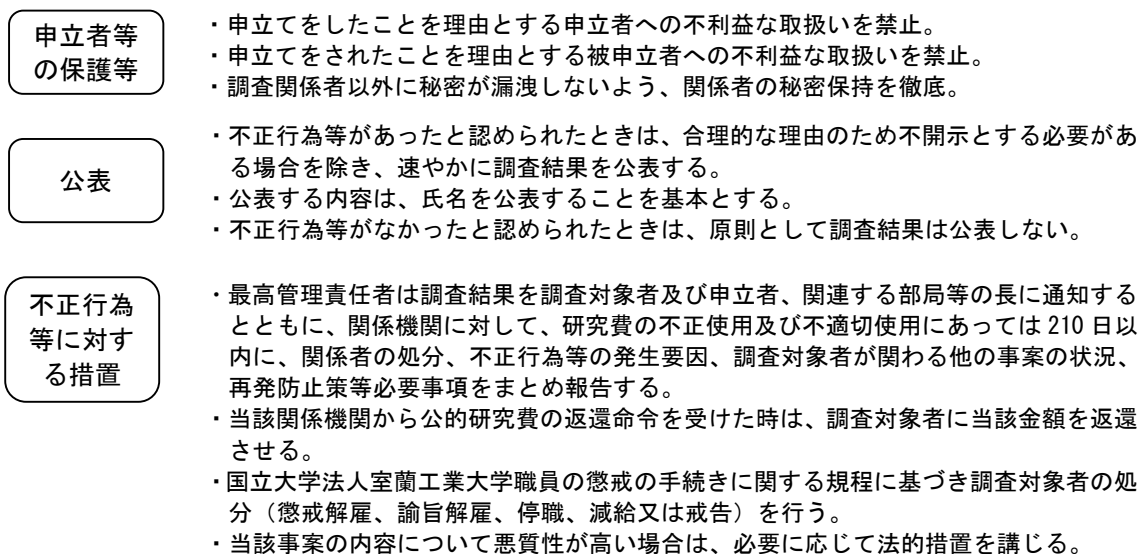 申立者等
の保護等
・申立てをしたことを理由とする申立者への不利益な取扱いを禁止。
・申立てをされたことを理由とする被申立者への不利益な取扱いを禁止。
・調査関係者以外に秘密が漏洩しないよう、関係者の秘密保持を徹底。
公表
・不正行為等があったと認められたときは、合理的な理由のため不開示とする必要があ
る場合を除き、速やかに調査結果を公表する。
・公表する内容は、氏名を公表することを基本とする。
・不正行為等がなかったと認められたときは、原則として調査結果は公表しない。
不正行為
等に対す
る措置
・最高管理責任者は調査結果を調査対象者及び申立者、関連する部局等の長に通知する
とともに、関係機関に対して、研究費の不正使用及び不適切使用にあっては 210 日以
内に、関係者の処分、不正行為等の発生要因、調査対象者が関わる他の事案の状況、
再発防止策等必要事項をまとめ報告する。
・当該関係機関から公的研究費の返還命令を受けた時は、調査対象者に当該金額を返還
させる。
・国立大学法人室蘭工業大学職員の懲戒の手続きに関する規程に基づき調査対象者の処
分（懲戒解雇、諭旨解雇、停職、減給又は戒告）を行う。
・当該事案の内容について悪質性が高い場合は、必要に応じて法的措置を講じる。